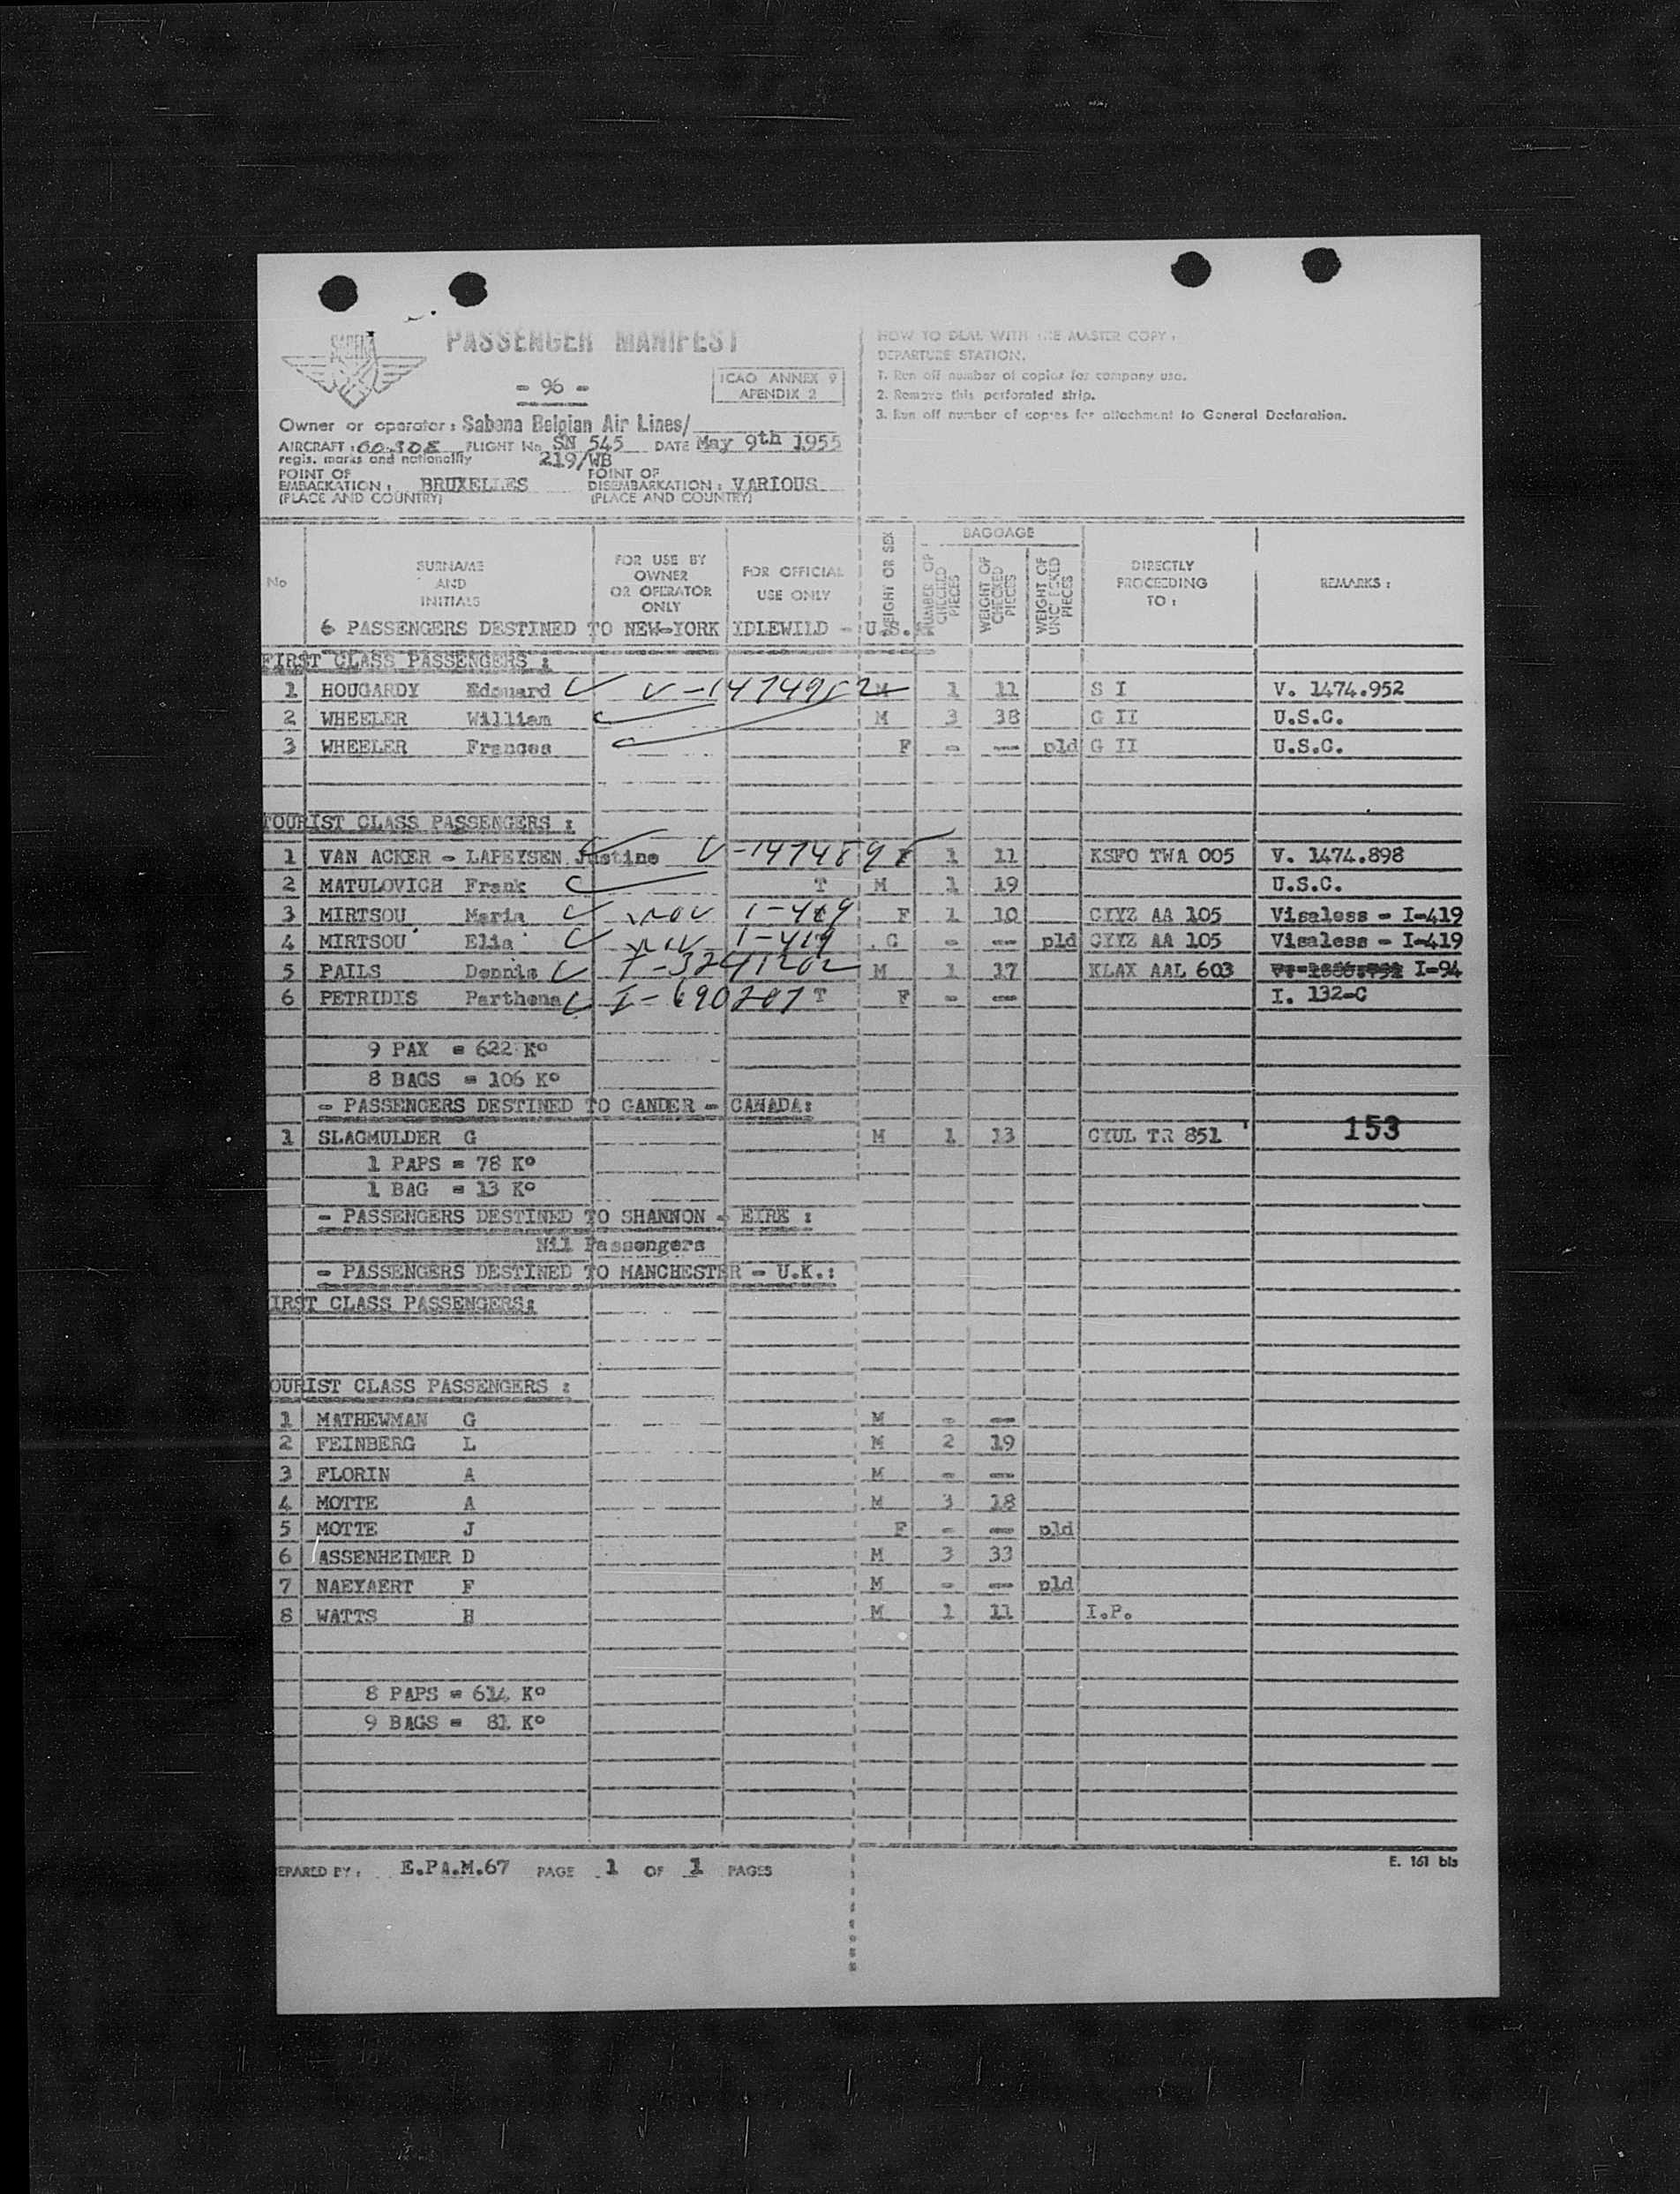 SABENA
PASSENGER MANIFEST
- 96 -
ICAO ANNEX 9
APENDIX 2
Owner or operator : Sabena Belgian Air Lines/
AIRCRAFT : OO-SDE FLIGHT No SN 545 DATE May 9th 1955
regis. marks and nationality 219/WB
POINT OF EMBARKATION : BRUXELLES POINT OF DISEMBARKATION : VARIOUS
(PLACE AND COUNTRY) (PLACE AND COUNTRY)
HOW TO DEAL WITH THE MASTER COPY :
DEPARTURE STATION.
1. Run off number of copies for company use.
2. Remove this perforated strip.
3. Run off number of copies for attachment to General Declaration.
No SURNAME AND INITIALS FOR USE BY OWNER OR OPERATOR ONLY FOR OFFICIAL USE ONLY WEIGHT OR SEX BAGGAGE NUMBER OF CHECKED PIECES WEIGHT OF CHECKED PIECES WEIGHT OF UNCHECKED PIECES DIRECTLY PROCEEDING TO : REMARKS :
6 PASSENGERS DESTINED TO NEW-YORK IDLEWILD - U.S.
FIRST CLASS PASSENGERS :
1 HOUGARDY Edouard V-1474952 M 1 11 S I V. 1474.952
2 WHEELER William M 3 38 G II U.S.C.
3 WHEELER Frances F - --- pld G II U.S.C.
TOURIST CLASS PASSENGERS :
1 VAN ACKER - LAPEYSEN Justine V-1474898 F 1 11 KSFO TWA 005 V. 1474.898
2 MATULOVICH Frank T M 1 19 U.S.C.
3 MIRTSOU Maria I-419 F 1 10 CYYZ AA 105 Visaless - I-419
4 MIRTSOU Elia I-419 C - --- pld CYYZ AA 105 Visaless - I-419
5 PAILS Dennis M 1 17 KLAX AAL 603 I-94
6 PETRIDIS Parthena I-690207 T F - --- I. 132-C
9 PAX = 622 K°
8 BAGS = 106 K°
- PASSENGERS DESTINED TO GANDER - CANADA:
1 SLAGMULDER G M 1 13 CYUL TR 851 153
1 PAPS = 78 K°
1 BAG = 13 K°
- PASSENGERS DESTINED TO SHANNON - EIRE :
Nil Passengers
- PASSENGERS DESTINED TO MANCHESTER - U.K.:
IRST CLASS PASSENGERS:
OURIST CLASS PASSENGERS :
1 MATHEWMAN G M - ---
2 FEINBERG L M 2 19
3 FLORIN A M - ---
4 MOTTE A M 3 18
5 MOTTE J F - --- pld
6 ASSENHEIMER D M 3 33
7 NAEYAERT F M - --- pld
8 WATTS H M 1 11 I.P.
8 PAPS = 614 K°
9 BAGS = 81 K°
EPARED BY : E.PA.M.67 PAGE 1 OF 1 PAGES
E. 161 bis